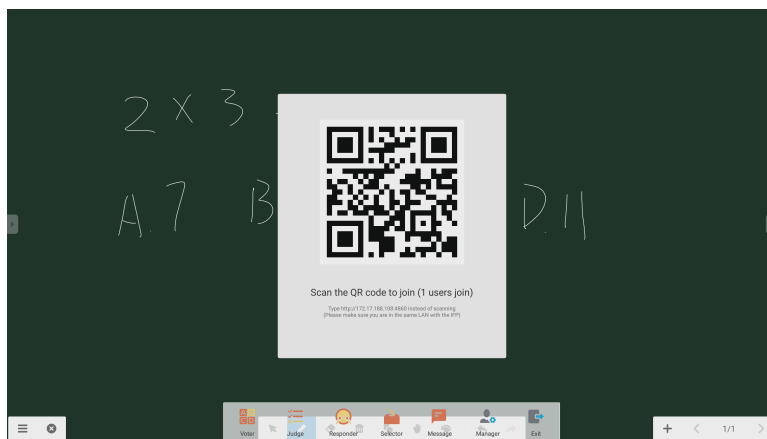 2 × 3
A.7 B D.11
Scan the QR code to join (1 users join)
Type http://172.17.188.108:4860 instead of scanning
(Please make sure you are in the same LAN with the IFP)
Voter Judge Responder Selector Message Manager Exit
1/1